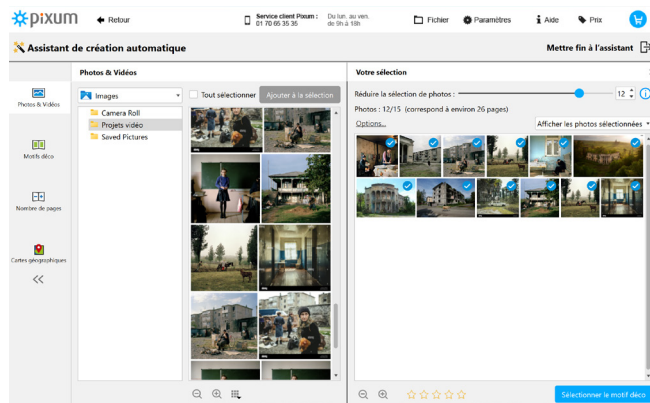 pixum
Retour
Service client Pixum : Du lun. au ven.
01 70 65 35 35 de 9h à 18h
Fichier
Paramètres
Aide
Prix
Assistant de création automatique
Mettre fin à l'assistant
Photos & Vidéos
Motifs déco
Nombre de pages
Cartes géographiques
Photos & Vidéos
Images
Tout sélectionner
Ajouter à la sélection
Camera Roll
Projets vidéo
Saved Pictures
Votre sélection
Réduire la sélection de photos :
12
Photos : 12/15 (correspond à environ 26 pages)
Options...
Afficher les photos sélectionnées
Sélectionner le motif déco